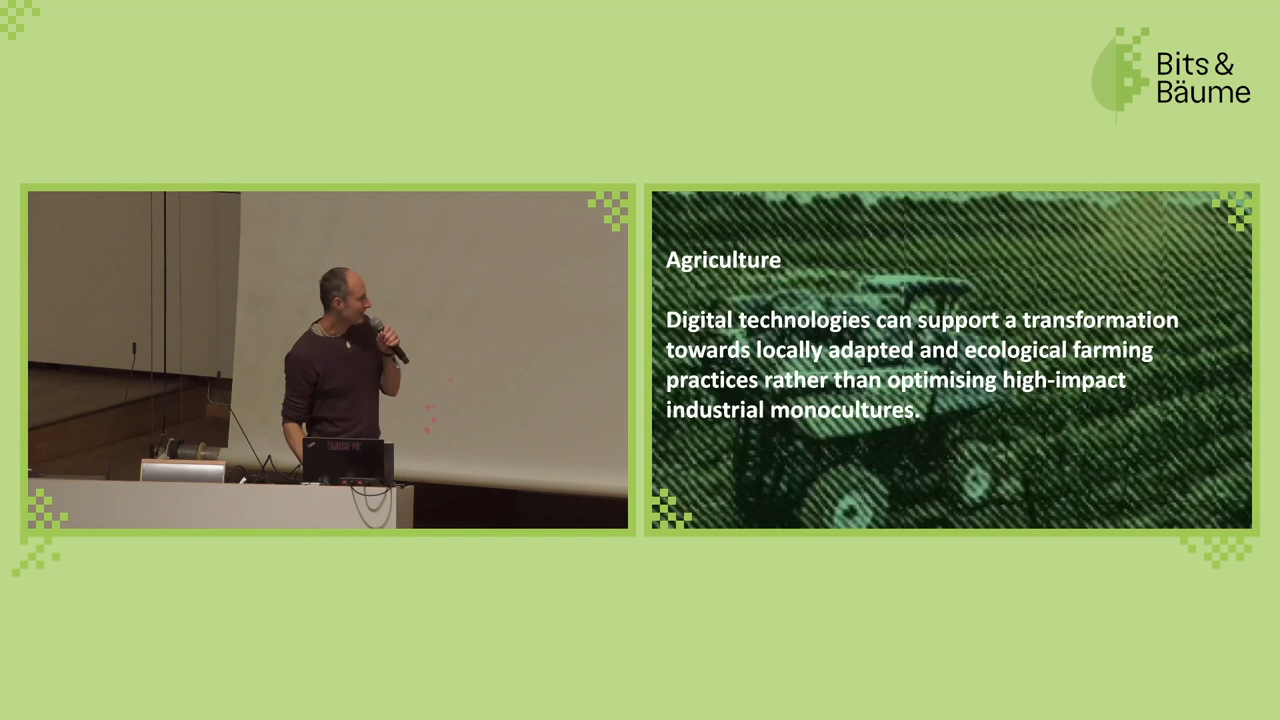 Bits &
Bäume
Agriculture
Digital technologies can support a transformation
towards locally adapted and ecological farming
practices rather than optimising high-impact
industrial monocultures.